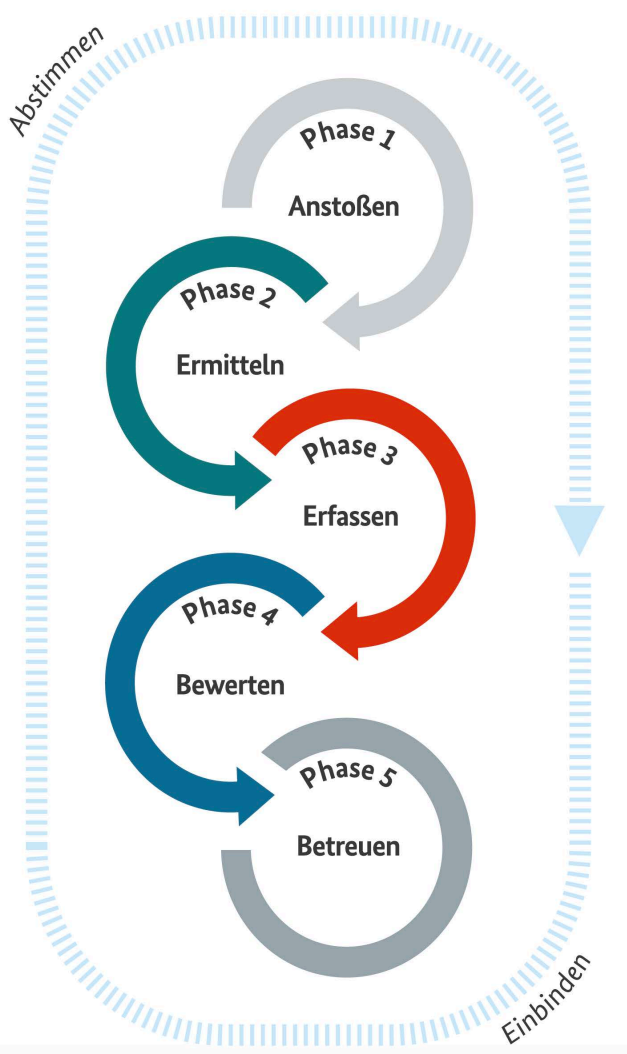 Abstimmen
Phase 1
Anstoßen
Phase 2
Ermitteln
Phase 3
Erfassen
Phase 4
Bewerten
Phase 5
Betreuen
Einbinden